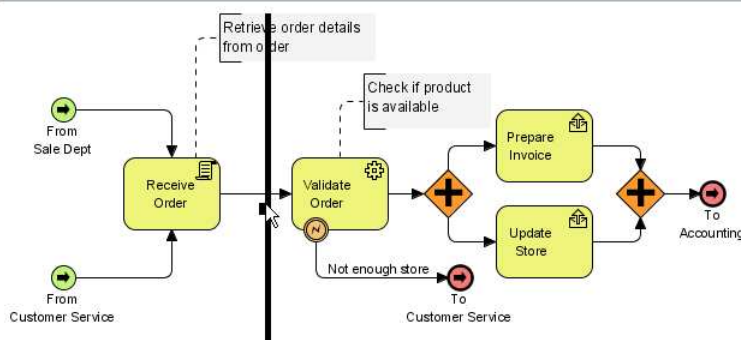 Retrieve order details
from order
Check if product
is available
From
Sale Dept
Receive
Order
Validate
Order
Prepare
Invoice
Update
Store
To
Accounting
Not enough store
From
Customer Service
To
Customer Service